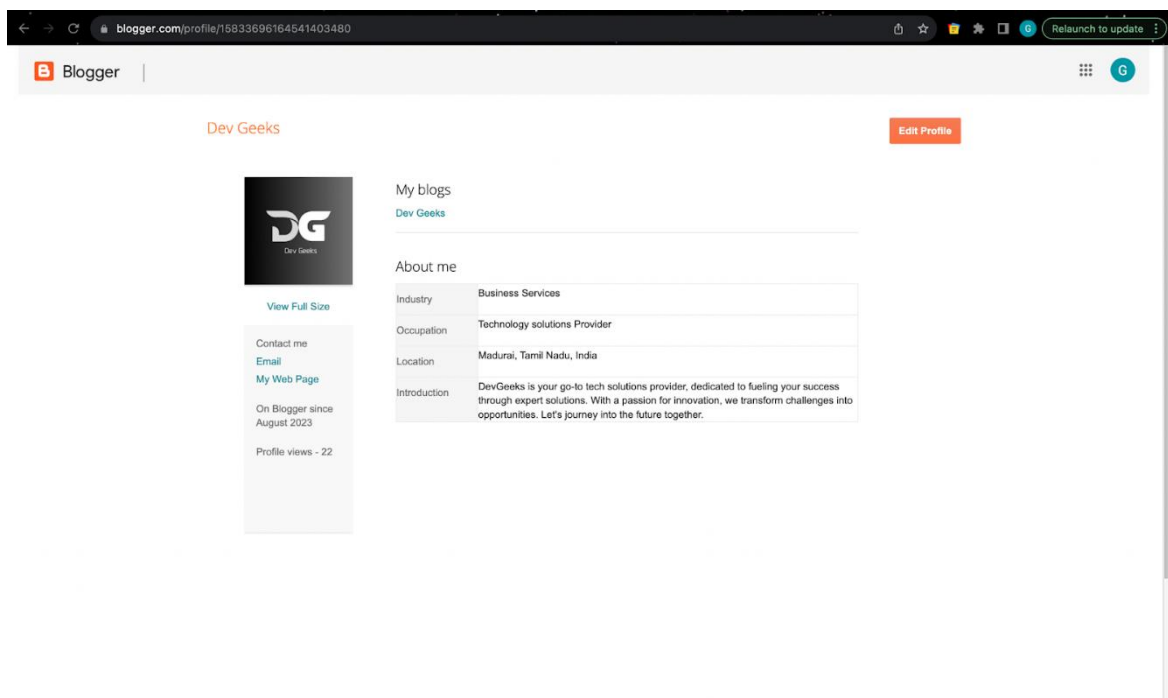 blogger.com/profile/15833696164541403480
G
Relaunch to update
Blogger
G
Dev Geeks
Edit Profile
DG
Dev Geeks
View Full Size
Contact me
Email
My Web Page
On Blogger since
August 2023
Profile views - 22
My blogs
Dev Geeks
About me
Industry Business Services
Occupation Technology solutions Provider
Location Madurai, Tamil Nadu, India
Introduction DevGeeks is your go-to tech solutions provider, dedicated to fueling your success
through expert solutions. With a passion for innovation, we transform challenges into
opportunities. Let's journey into the future together.